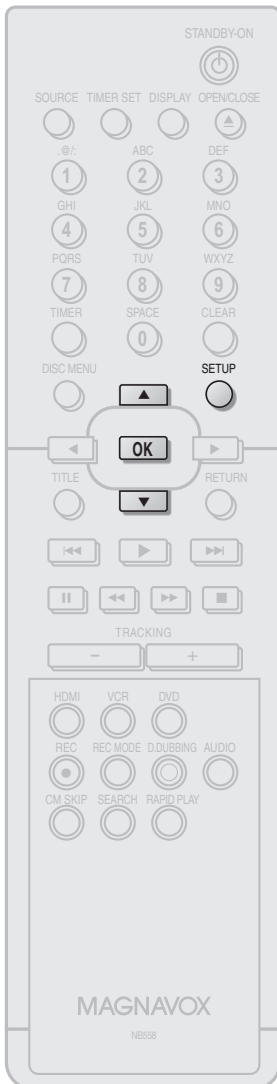 STANDBY-ON
SOURCE TIMER SET DISPLAY OPEN/CLOSE
.@/: ABC DEF
1 2 3
GHI JKL MNO
4 5 6
PQRS TUV WXYZ
7 8 9
TIMER SPACE CLEAR
0
DISC MENU SETUP
OK
TITLE RETURN
TRACKING
– +
HDMI VCR DVD
REC REC MODE D.DUBBING AUDIO
CM SKIP SEARCH RAPID PLAY
MAGNAVOX
NB558